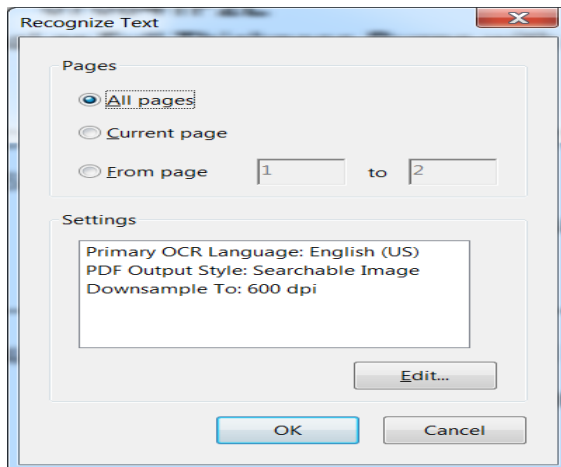 Recognize Text
Pages
All pages
Current page
From page 1 to 2
Settings
Primary OCR Language: English (US)
PDF Output Style: Searchable Image
Downsample To: 600 dpi
Edit...
OK Cancel